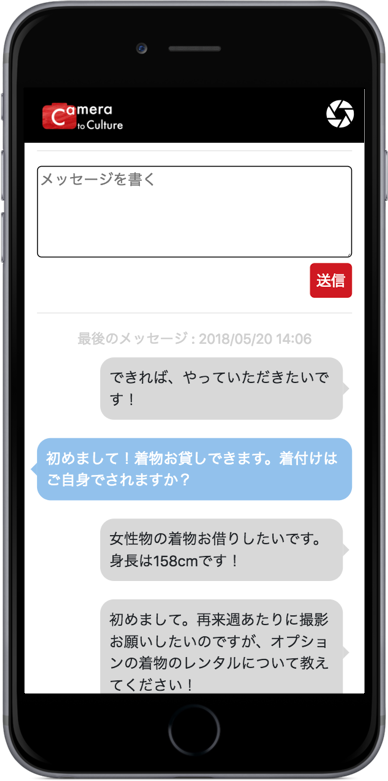 Camera
to Culture
メッセージを書く
送信
最後のメッセージ : 2018/05/20 14:06
できれば、やっていただきたいで
す！
初めまして！着物お貸しできます。着付けは
ご自身でされますか？
女性物の着物お借りしたいです。
身長は158cmです！
初めまして。再来週あたりに撮影
お願いしたいのですが、オプショ
ンの着物のレンタルについて教え
てください！